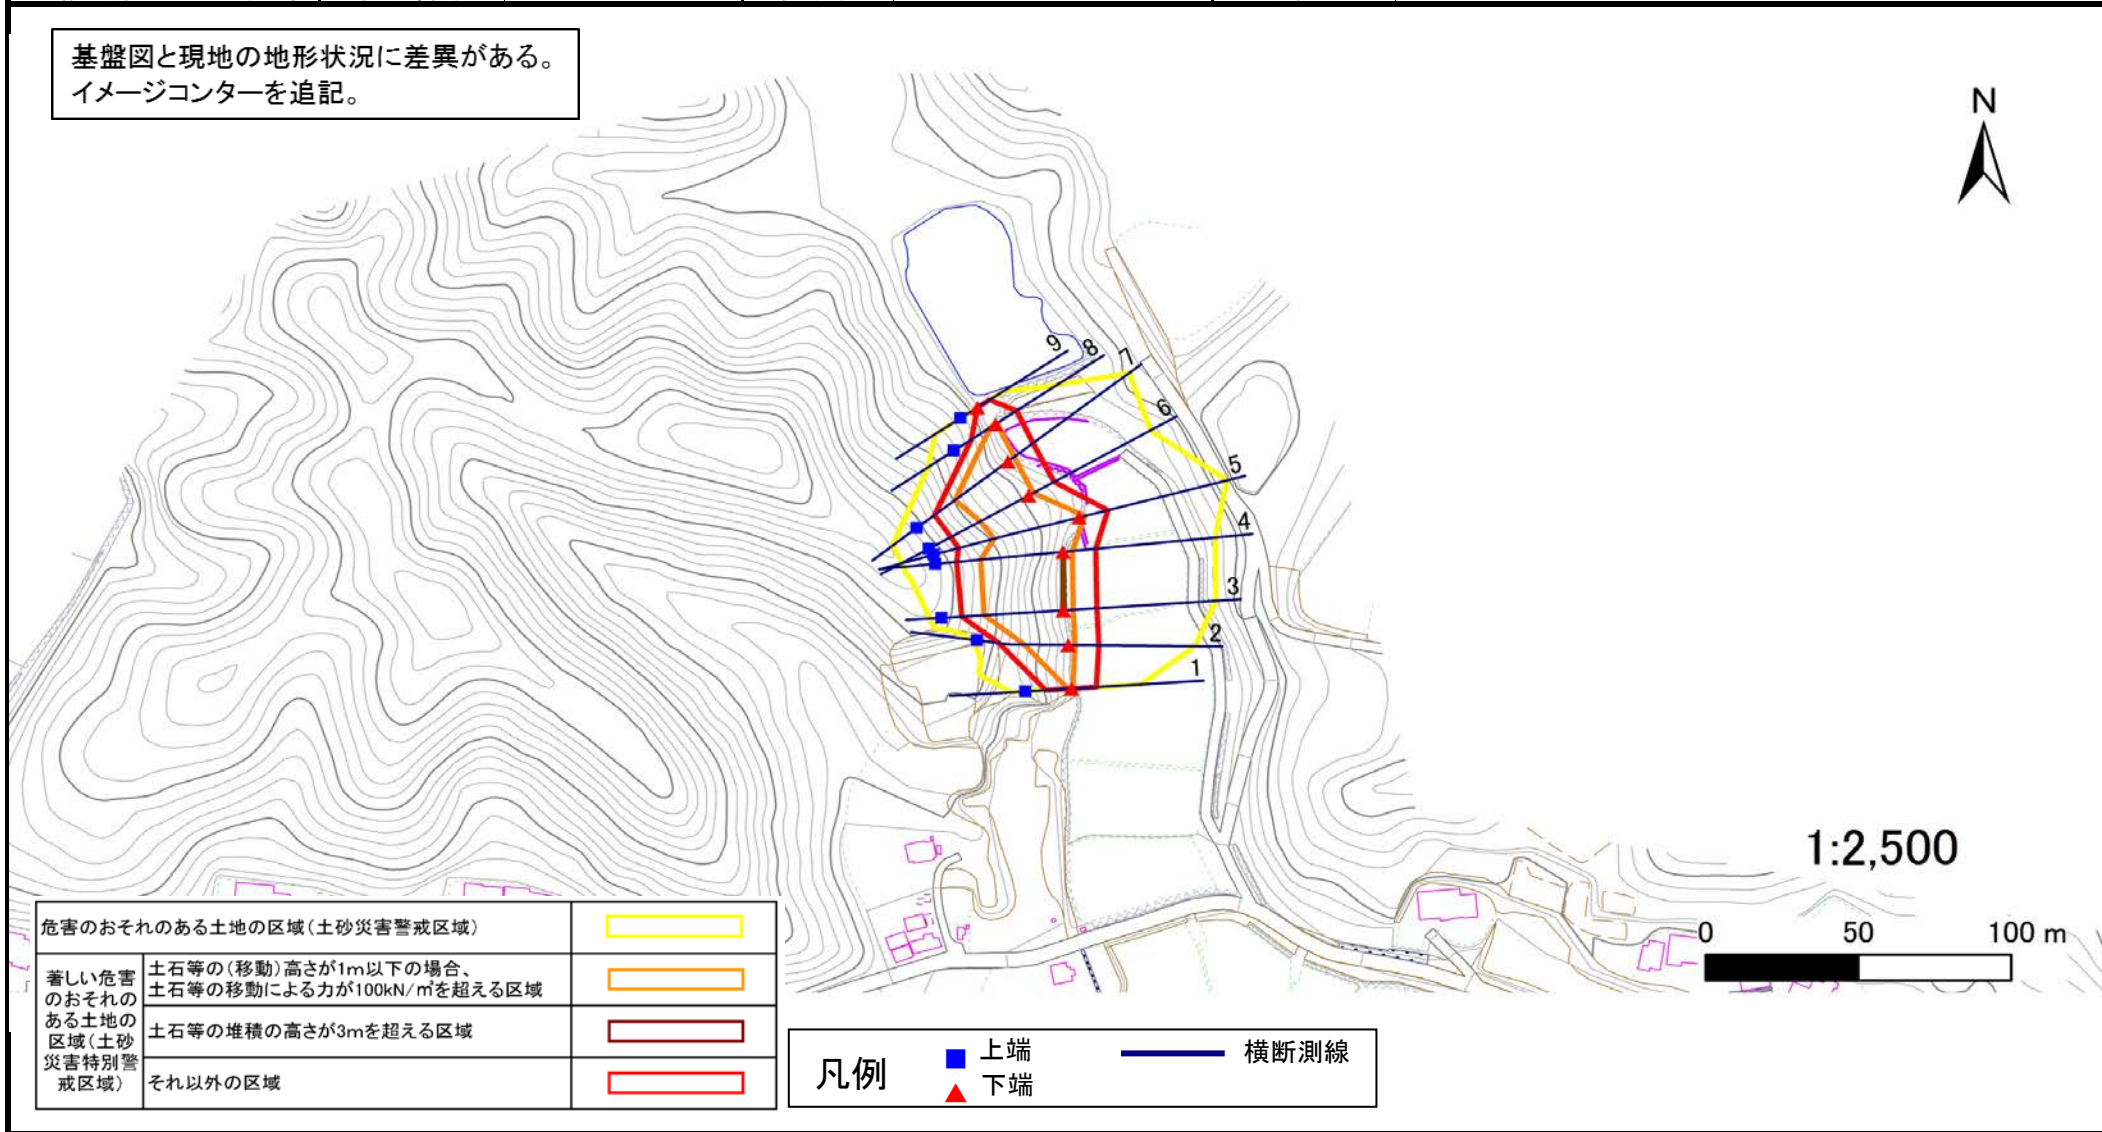 基盤図と現地の地形状況に差異がある。
イメージコンターを追記。
N
9
8
7
6
5
4
3
2
1
1:2,500
0 50 100 m
危害のおそれのある土地の区域(土砂災害警戒区域)
著しい危害
のおそれの
ある土地の
区域(土砂
災害特別警
戒区域)
土石等の(移動)高さが1m以下の場合、
土石等の移動による力が100kN/㎡を超える区域
土石等の堆積の高さが3mを超える区域
それ以外の区域
凡例
上端
下端
横断測線